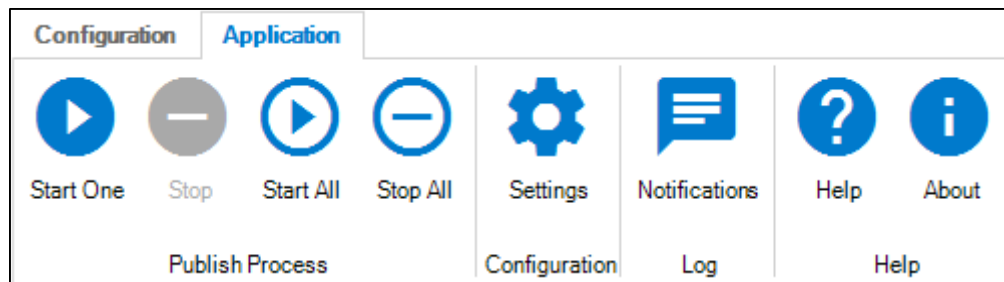 Configuration Application
Start One Stop Start All Stop All Settings Notifications Help About
Publish Process Configuration Log Help